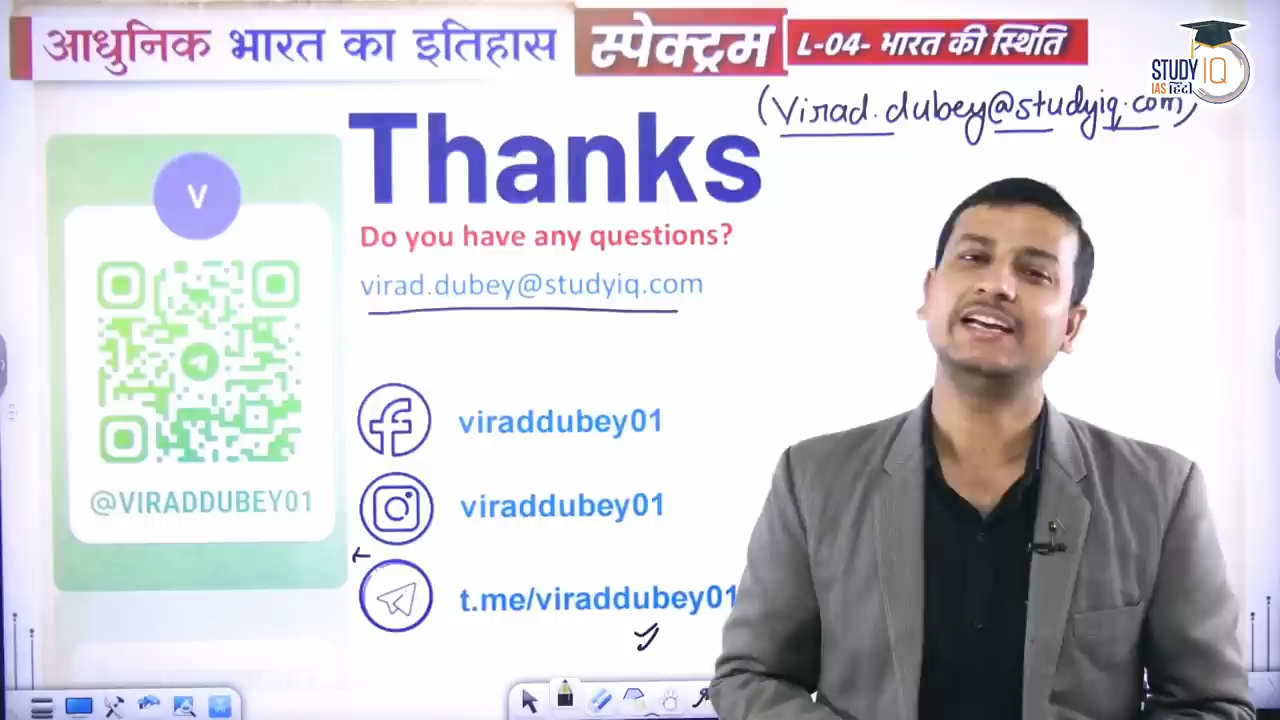 आधुनिक भारत का इतिहास स्पेक्ट्रम L-04- भारत की स्थिति
STUDY IQ
IAS हिंदी
(virad.dubey@studyiq.com)
Thanks
Do you have any questions?
virad.dubey@studyiq.com
V
@VIRADDUBEY01
viraddubey01
viraddubey01
t.me/viraddubey01